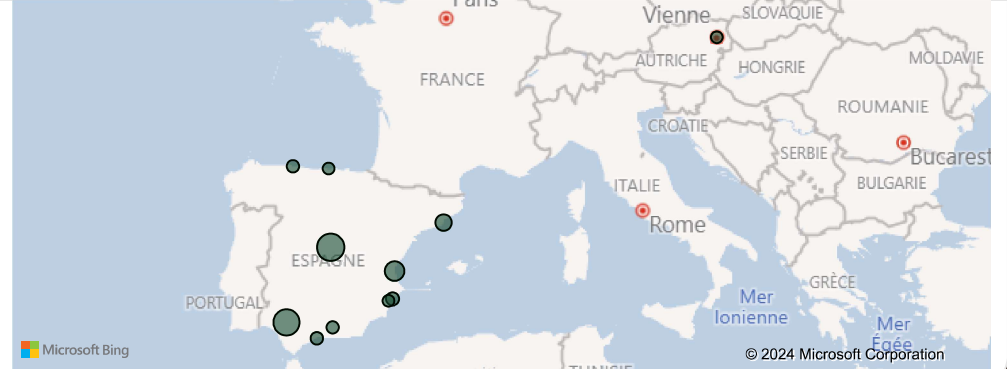 Paris
Vienne
SLOVAQUIE
MOLDAVIE
AUTRICHE
HONGRIE
FRANCE
ROUMANIE
CROATIE
SERBIE
Bucarest
ITALIE
BULGARIE
Rome
ESPAGNE
GRÈCE
PORTUGAL
Mer
Ionienne
Mer
Égée
Microsoft Bing
© 2024 Microsoft Corporation
TUNISIE